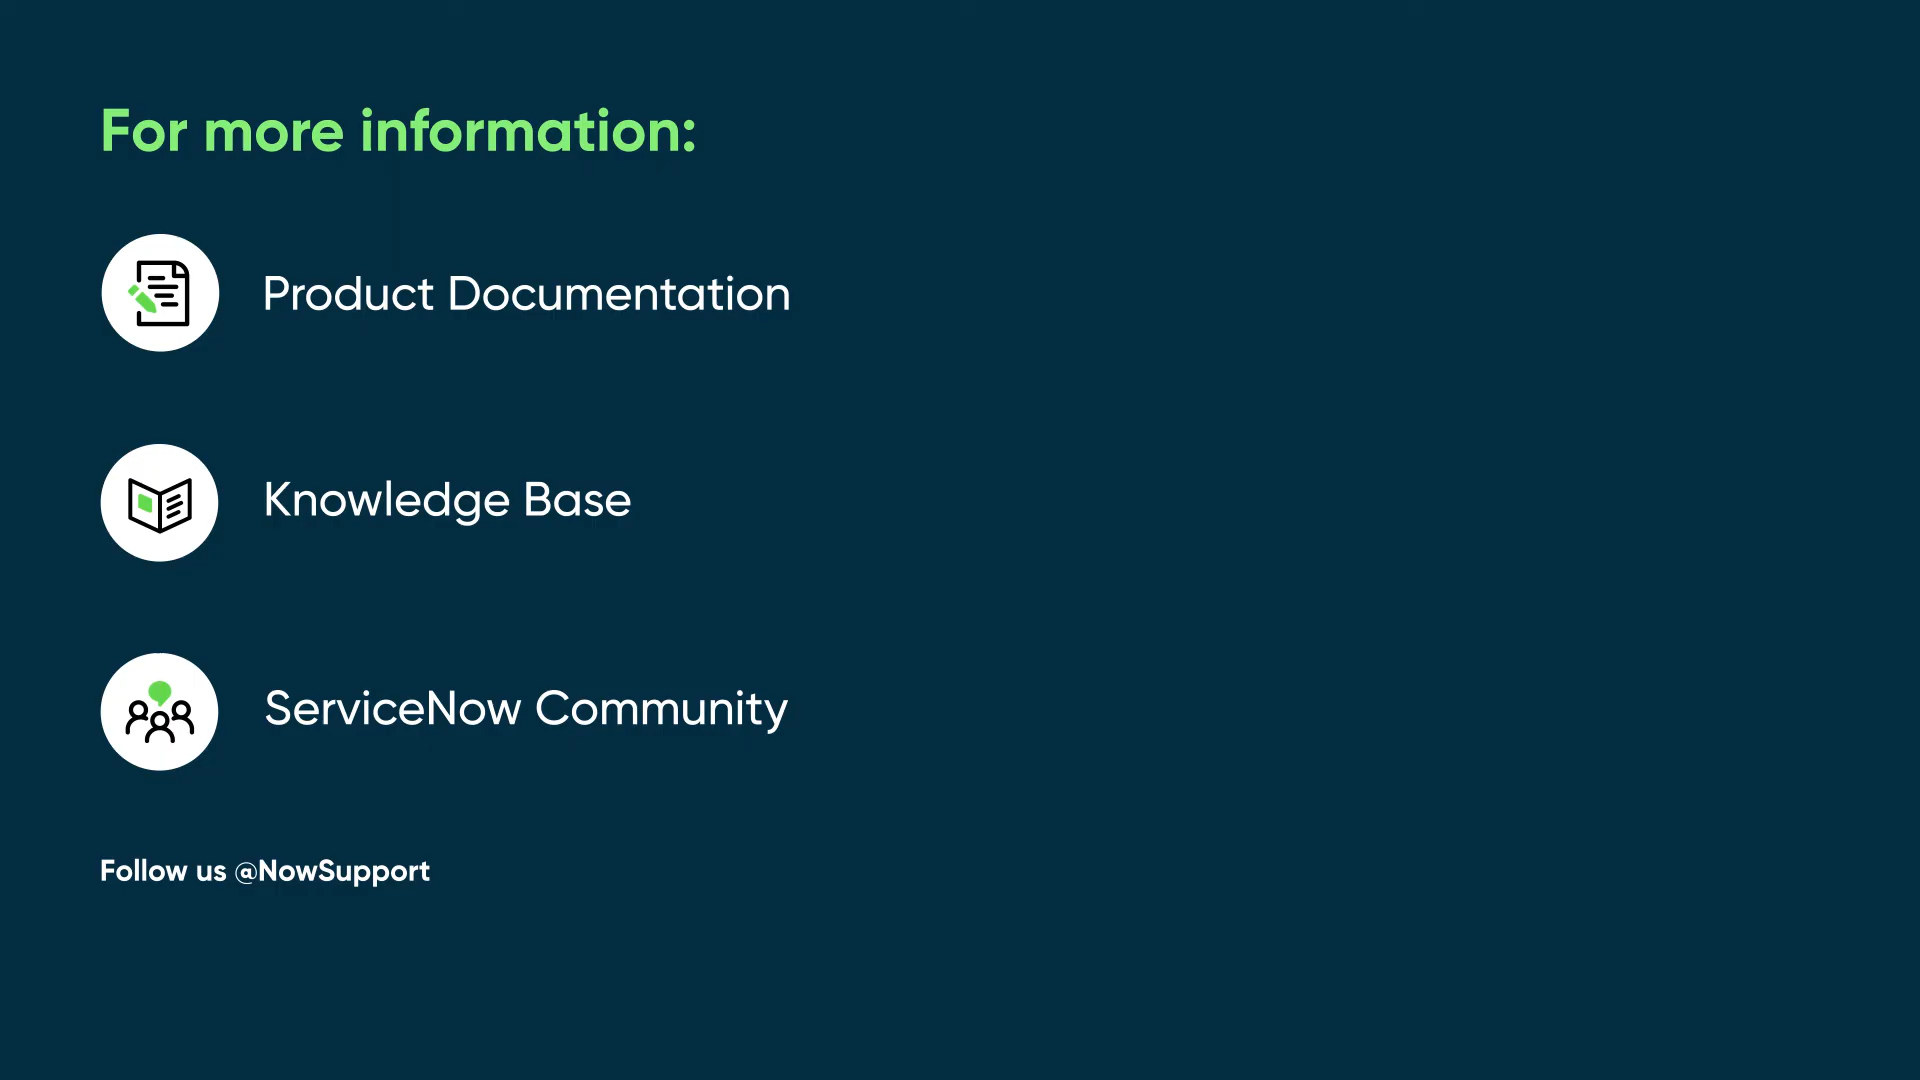 For more information:
Product Documentation
Knowledge Base
ServiceNow Community
Follow us @NowSupport